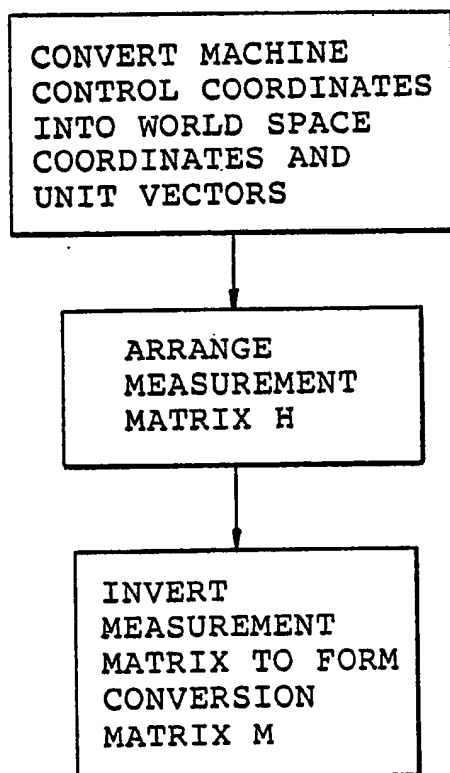 CONVERT MACHINE
CONTROL COORDINATES
INTO WORLD SPACE
COORDINATES AND
UNIT VECTORS
ARRANGE
MEASUREMENT
MATRIX H
INVERT
MEASUREMENT
MATRIX TO FORM
CONVERSION
MATRIX M